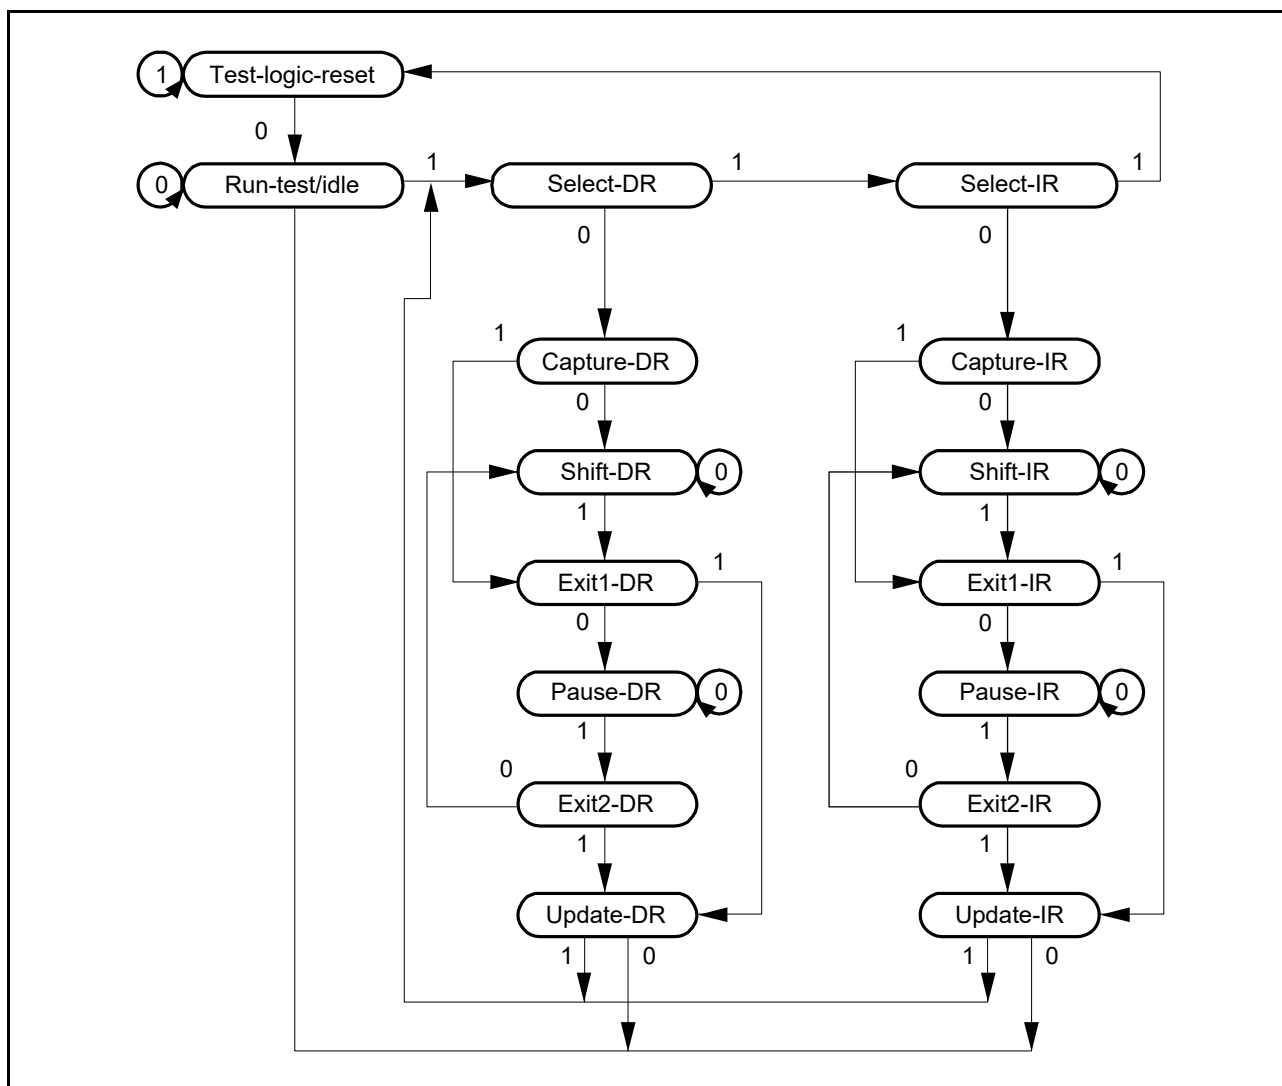 1 Test-logic-reset
0
0 Run-test/idle 1 Select-DR 1 Select-IR 1
0 0
1 1
Capture-DR Capture-IR
0 0
Shift-DR 0 Shift-IR 0
1 1
1 1
Exit1-DR Exit1-IR
0 0
Pause-DR 0 Pause-IR 0
1 1
0 0
Exit2-DR Exit2-IR
1 1
Update-DR Update-IR
1 0 1 0